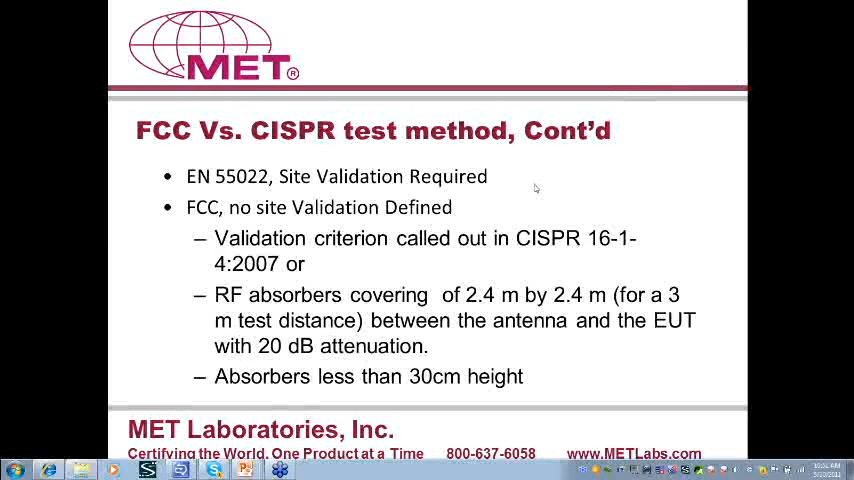 MET®
FCC Vs. CISPR test method, Cont’d
• EN 55022, Site Validation Required
• FCC, no site Validation Defined
– Validation criterion called out in CISPR 16-1-
4:2007 or
– RF absorbers covering of 2.4 m by 2.4 m (for a 3
m test distance) between the antenna and the EUT
with 20 dB attenuation.
– Absorbers less than 30cm height
MET Laboratories, Inc.
Certifying the World, One Product at a Time 800-637-6058 www.METLabs.com